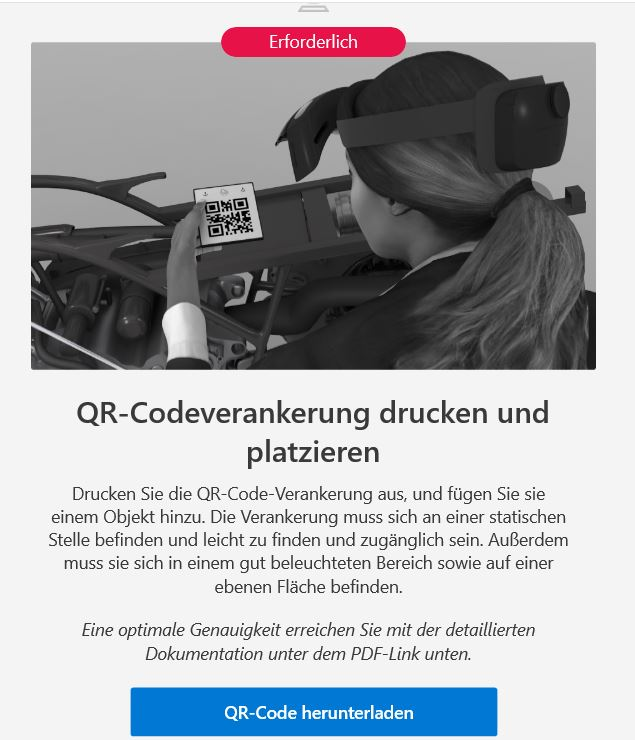 Erforderlich
QR-Codeverankerung drucken und
platzieren
Drucken Sie die QR-Code-Verankerung aus, und fügen Sie sie
einem Objekt hinzu. Die Verankerung muss sich an einer statischen
Stelle befinden und leicht zu finden und zugänglich sein. Außerdem
muss sie sich in einem gut beleuchteten Bereich sowie auf einer
ebenen Fläche befinden.
Eine optimale Genauigkeit erreichen Sie mit der detaillierten
Dokumentation unter dem PDF-Link unten.
QR-Code herunterladen